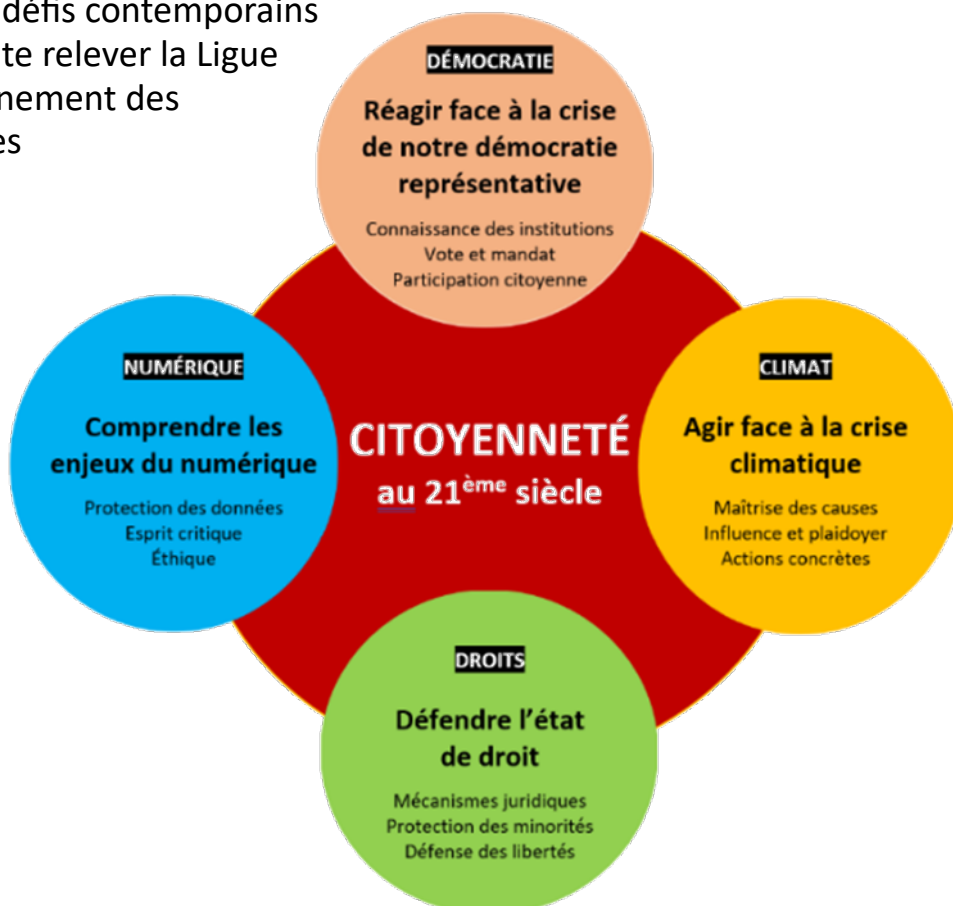 défis contemporains
te relever la Ligue
nement des
es
DÉMOCRATIE
Réagir face à la crise
de notre démocratie
représentative
Connaissance des institutions
Vote et mandat
Participation citoyenne
NUMÉRIQUE
Comprendre les
enjeux du numérique
Protection des données
Esprit critique
Éthique
CITOYENNETÉ
au 21ème siècle
CLIMAT
Agir face à la crise
climatique
Maîtrise des causes
Influence et plaidoyer
Actions concrètes
DROITS
Défendre l'état
de droit
Mécanismes juridiques
Protection des minorités
Défense des libertés